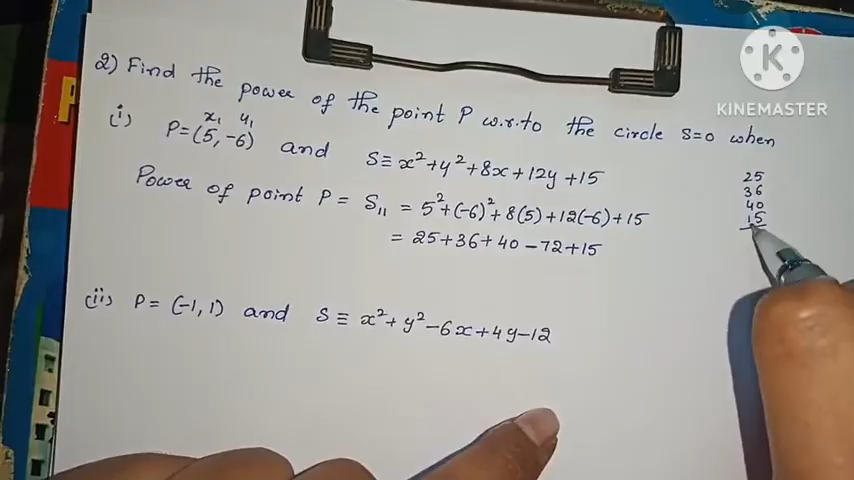 2) Find the power of the point P w.r.to the circle S=0 when
x₁ y₁
(i) P=(5,-6) and S≡x²+y²+8x+12y+15
Power of point P = S₁₁ = 5²+(-6)²+8(5)+12(-6)+15
= 25+36+40-72+15
(ii) P=(-1,1) and S≡x²+y²-6x+4y-12
25
36
40
15
K
KINEMASTER